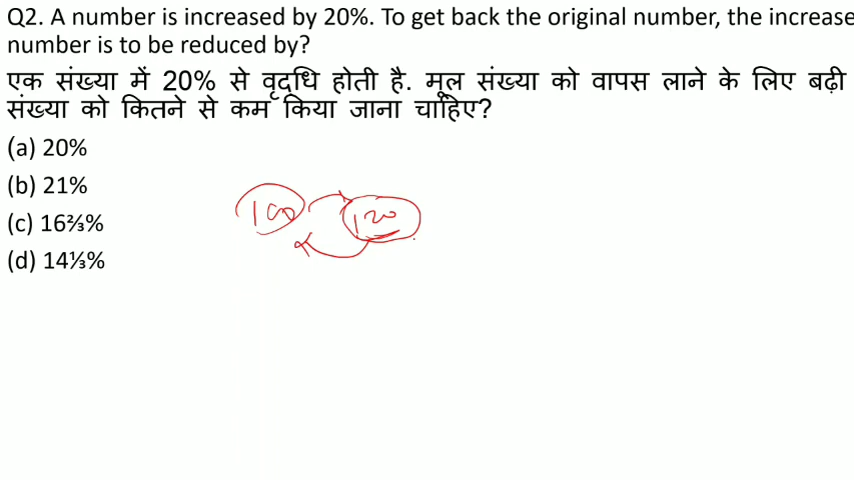 Q2. A number is increased by 20%. To get back the original number, the increase
number is to be reduced by?
एक संख्या में 20% से वृद्धि होती है. मूल संख्या को वापस लाने के लिए बढ़ी
संख्या को कितने से कम किया जाना चाहिए?
(a) 20%
(b) 21%
(c) 16⅔%
(d) 14⅓%
100 120